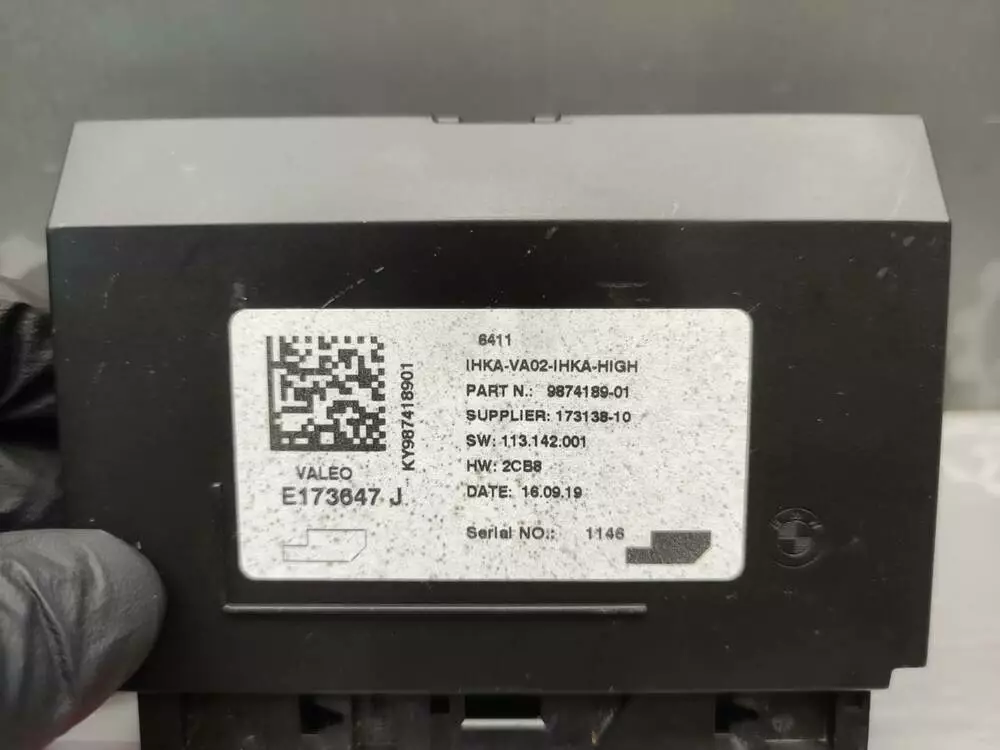 6411
IHKA-VA02-IHKA-HIGH
PART N.: 9874189-01
SUPPLIER: 173138-10
SW: 113.142.001
HW: 2CB8
DATE: 16.09.19
Serial NO.: 1146
KY987418901
VALEO
E173647 J